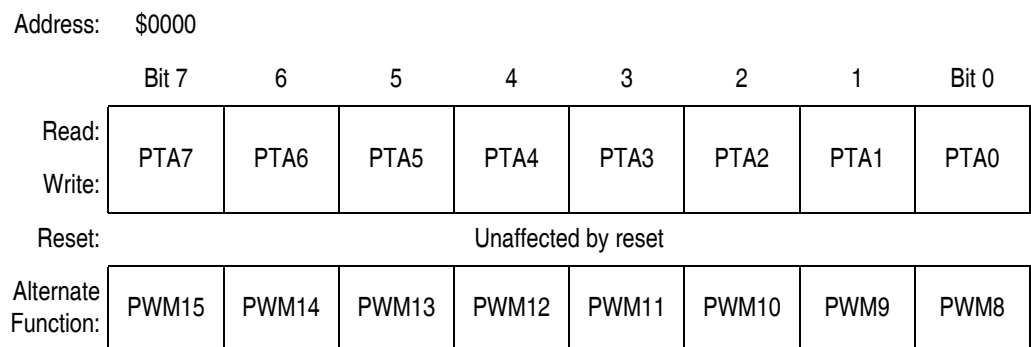 Address: $0000
Bit 7 6 5 4 3 2 1 Bit 0
Read:
PTA7 PTA6 PTA5 PTA4 PTA3 PTA2 PTA1 PTA0
Write:
Reset: Unaffected by reset
Alternate
Function: PWM15 PWM14 PWM13 PWM12 PWM11 PWM10 PWM9 PWM8